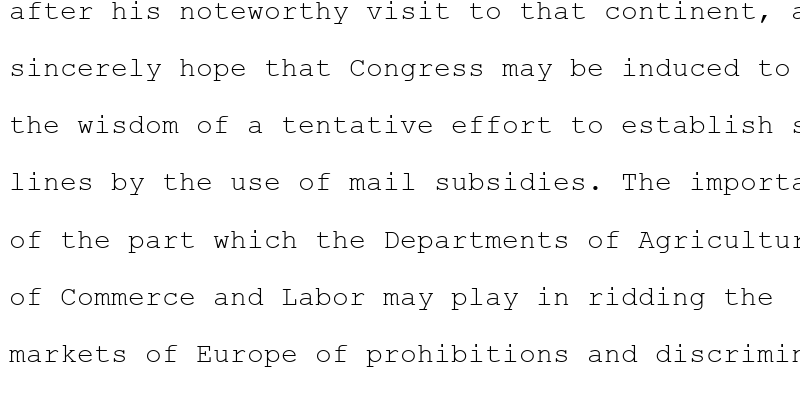 after his noteworthy visit to that continent, a
sincerely hope that Congress may be induced to
the wisdom of a tentative effort to establish s
lines by the use of mail subsidies. The importa
of the part which the Departments of Agricultur
of Commerce and Labor may play in ridding the
markets of Europe of prohibitions and discrimin